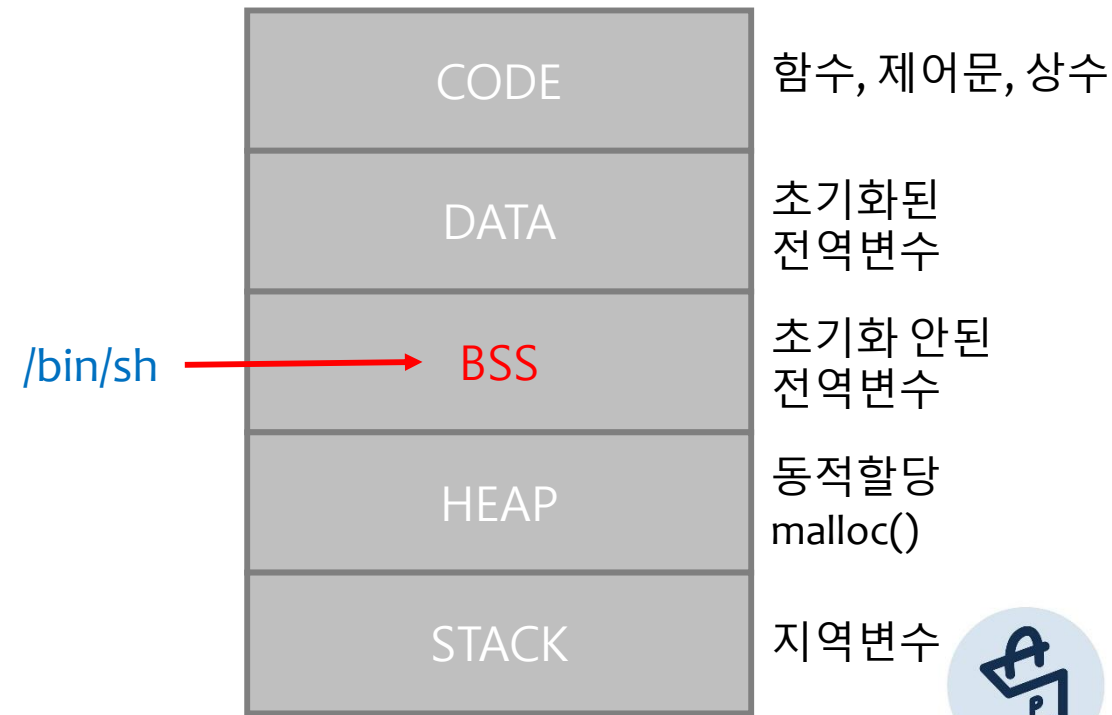 CODE
함수, 제어문, 상수
DATA
초기화된
전역변수
/bin/sh
BSS
초기화 안된
전역변수
HEAP
동적할당
malloc()
STACK
지역변수
A
P